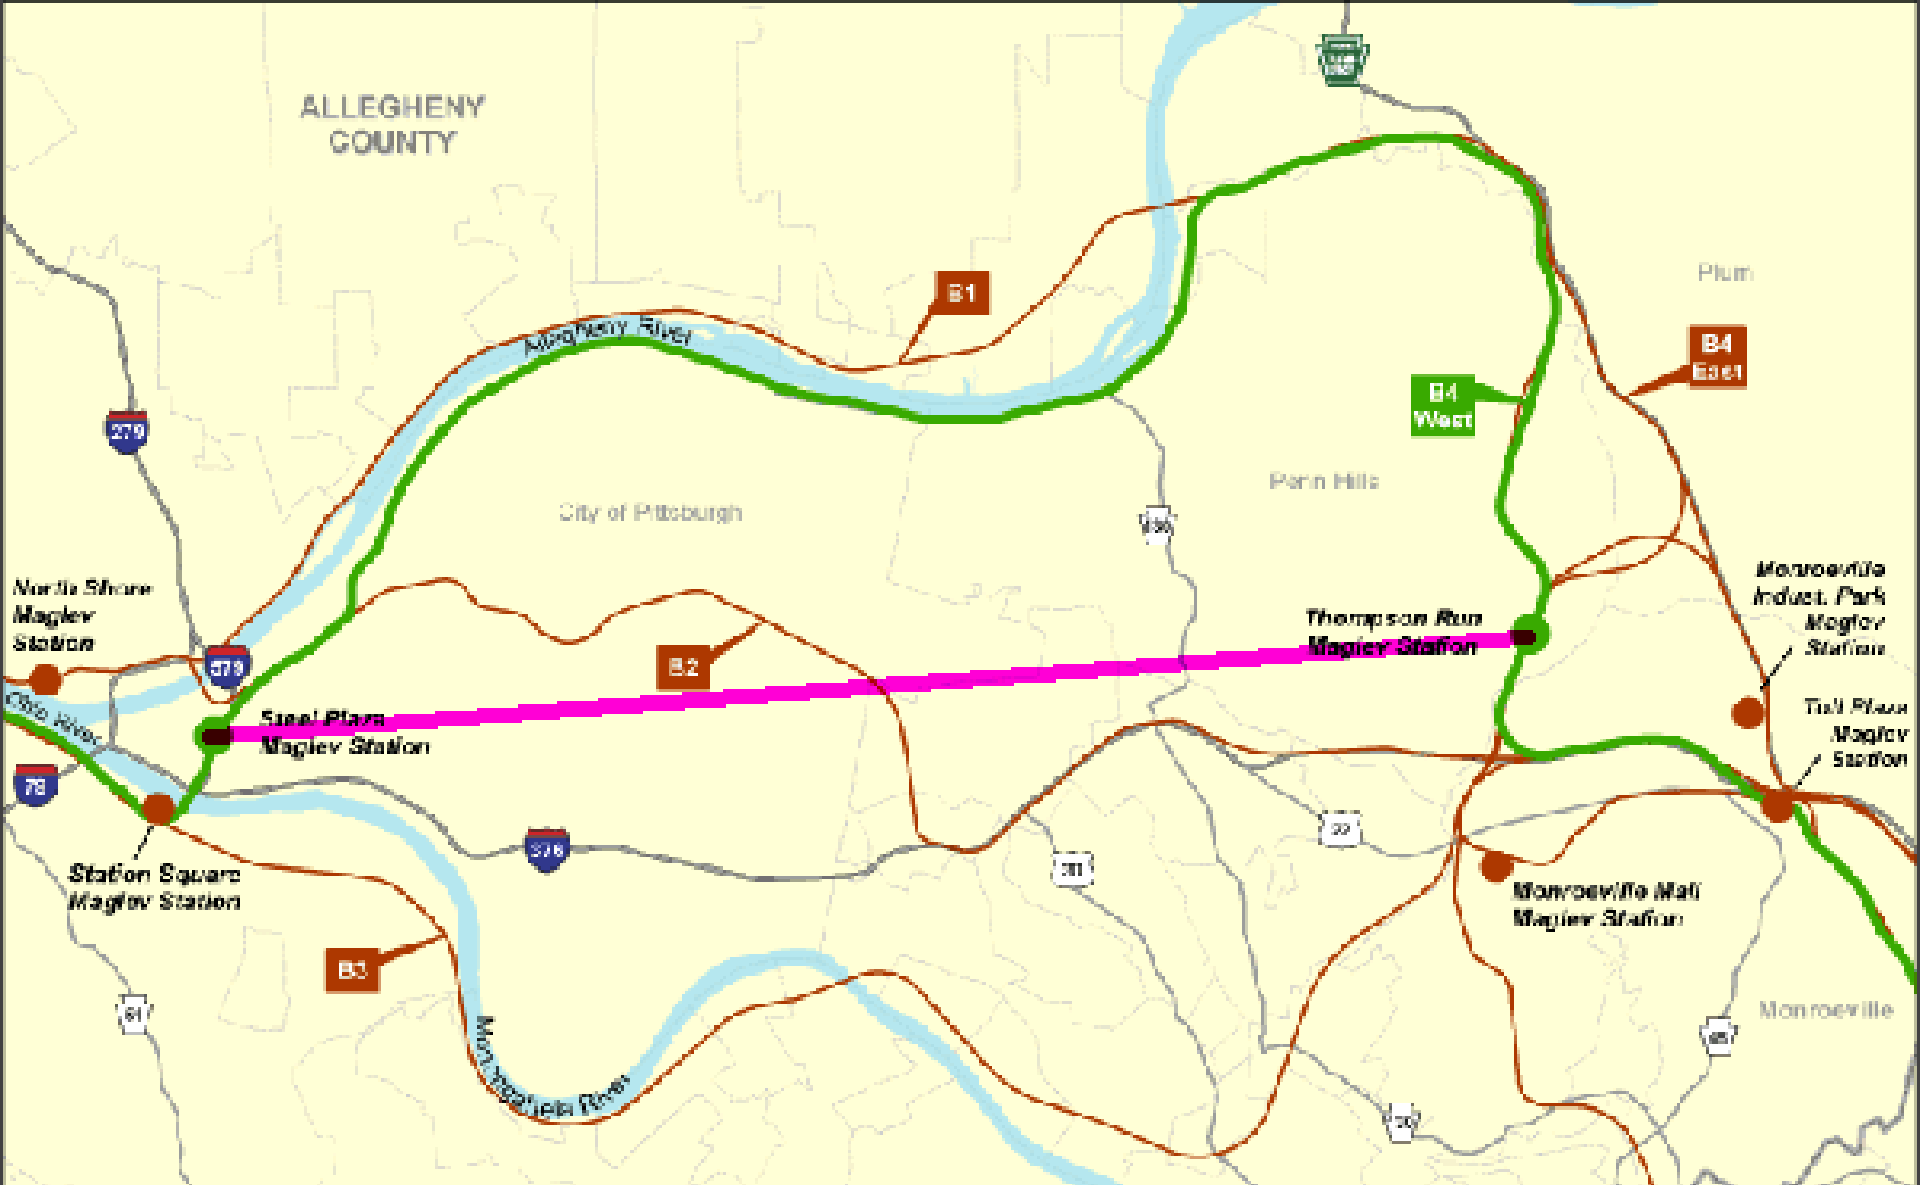 ALLEGHENY
COUNTY
Plum
B1
Allegheny River
B4
East
B4
West
279
Penn Hills
City of Pittsburgh
North Shore
Maglev
Station
Monroeville
Indust. Park
Maglev
Station
Thompson Run
Maglev Station
579
B2
Ohio River
Steel Plaza
Maglev Station
Toll Plaza
Maglev
Station
376
22
Station Square
Maglev Station
Monroeville Mall
Maglev Station
B3
Monroeville
51
Monongahela River
30